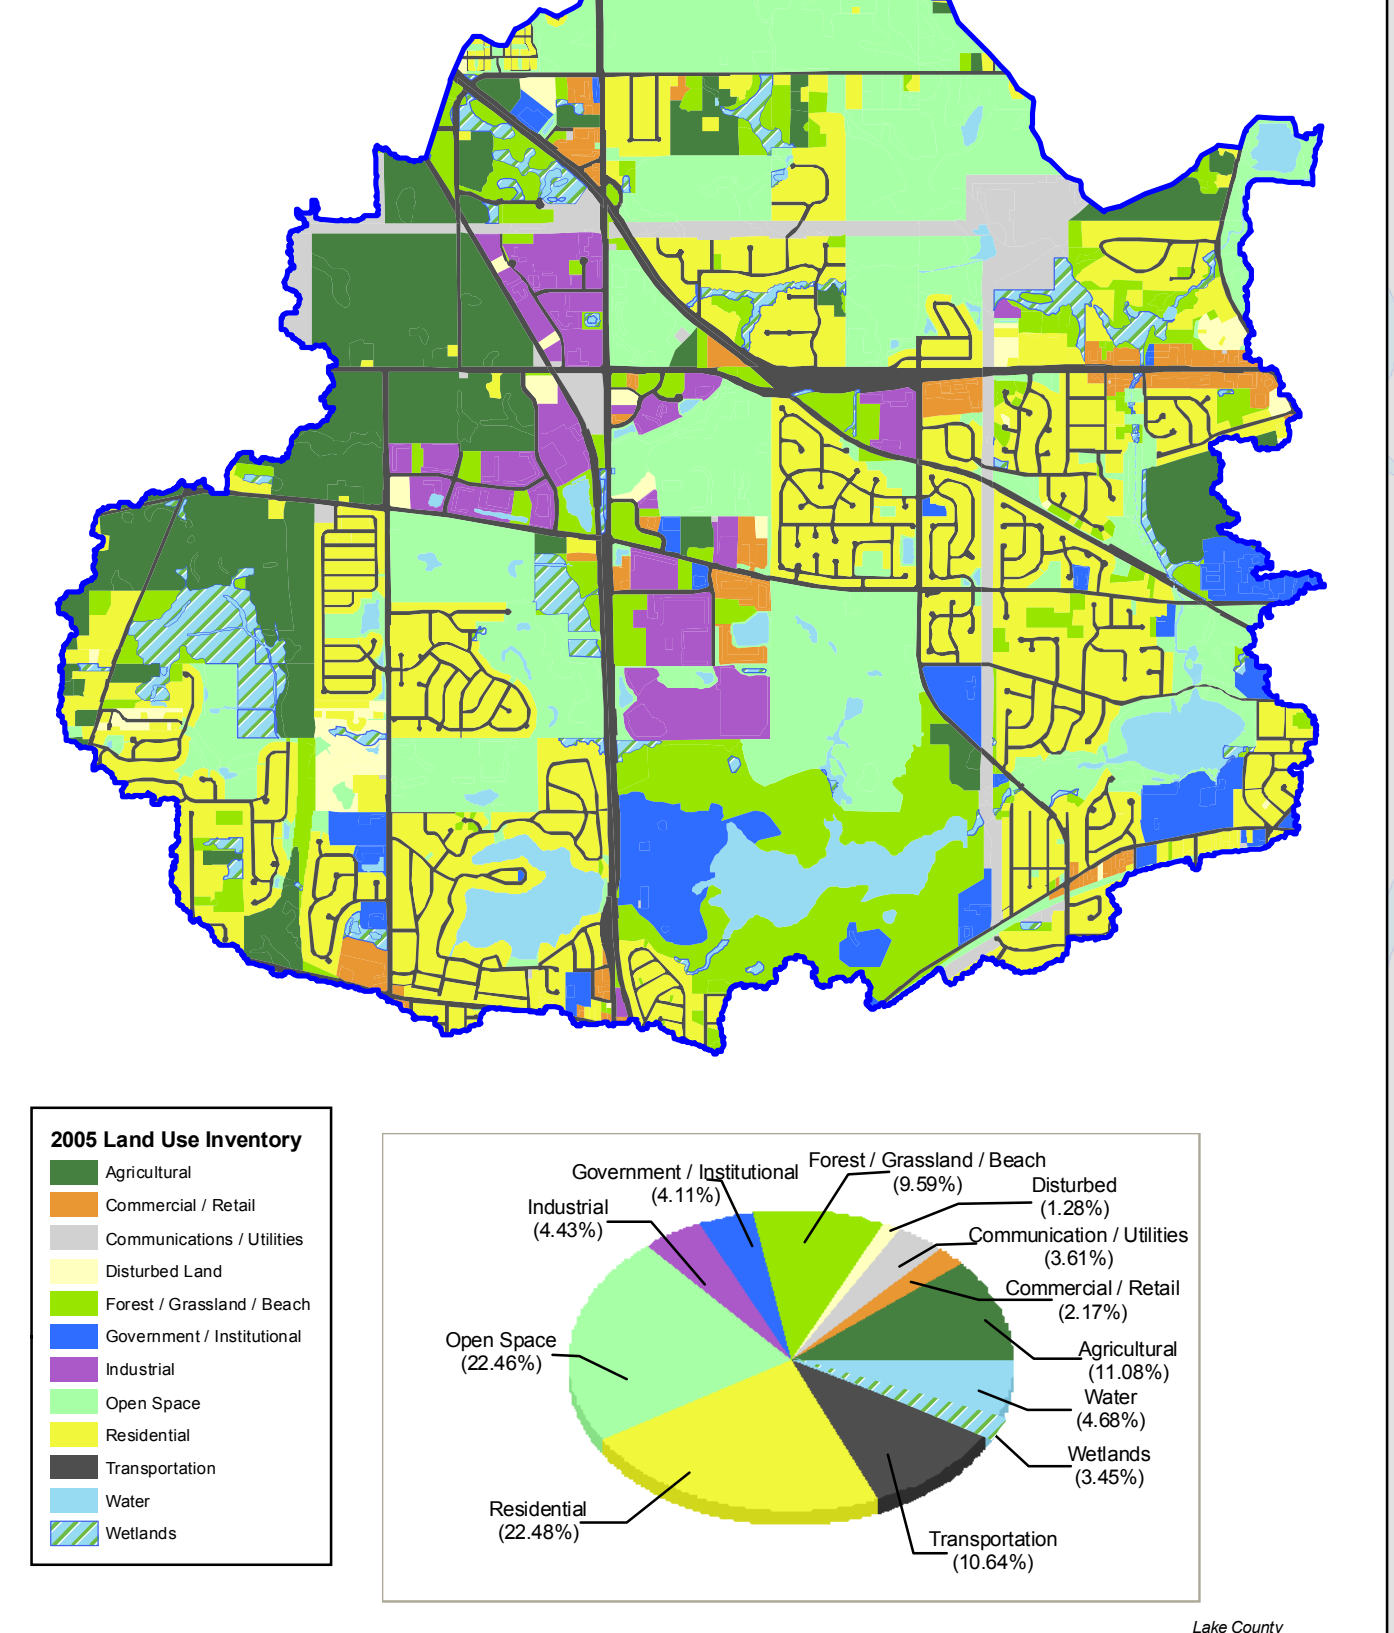 2005 Land Use Inventory
Agricultural
Commercial / Retail
Communications / Utilities
Disturbed Land
Forest / Grassland / Beach
Government / Institutional
Industrial
Open Space
Residential
Transportation
Water
Wetlands
Forest / Grassland / Beach
(9.59%)
Government / Institutional
(4.11%)
Disturbed
(1.28%)
Industrial
(4.43%)
Communication / Utilities
(3.61%)
Commercial / Retail
(2.17%)
Open Space
(22.46%)
Agricultural
(11.08%)
Water
(4.68%)
Wetlands
(3.45%)
Residential
(22.48%)
Transportation
(10.64%)
Lake County